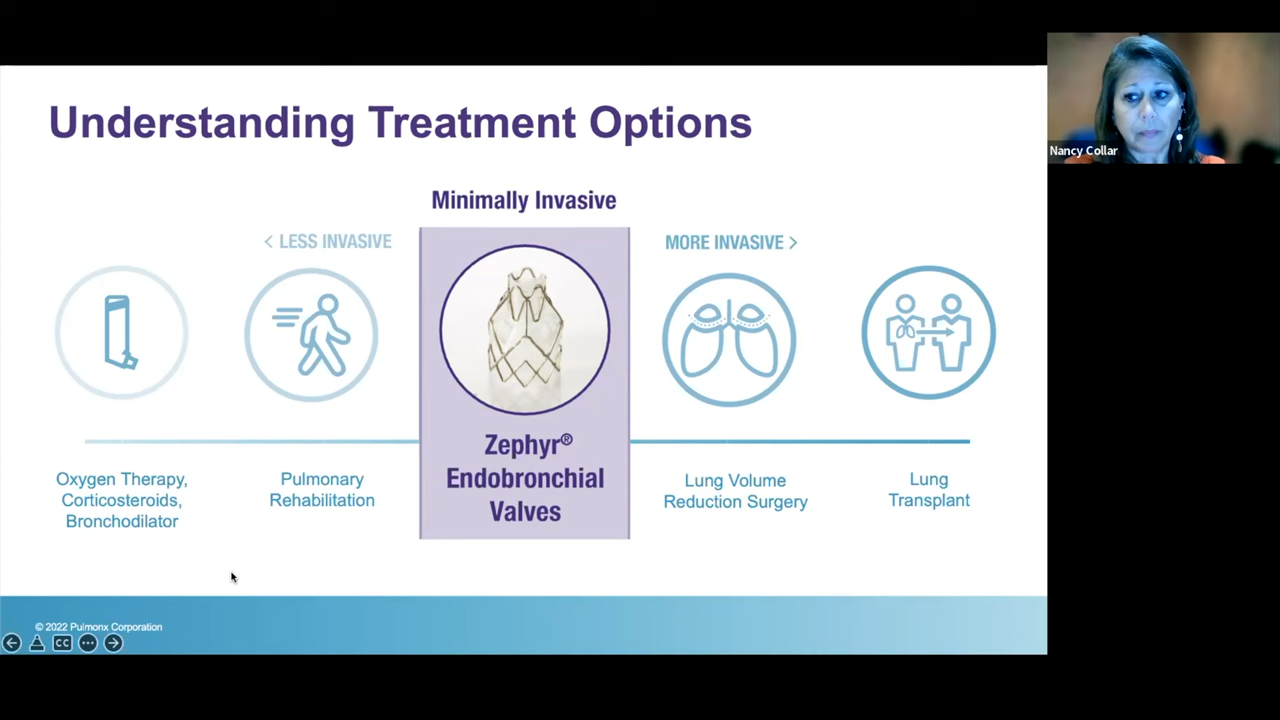 Understanding Treatment Options
Nancy Collar
Minimally Invasive
< LESS INVASIVE
MORE INVASIVE >
Zephyr®
Endobronchial
Valves
Oxygen Therapy,
Corticosteroids,
Bronchodilator
Pulmonary
Rehabilitation
Lung Volume
Reduction Surgery
Lung
Transplant
© 2022 Pulmonx Corporation
CC